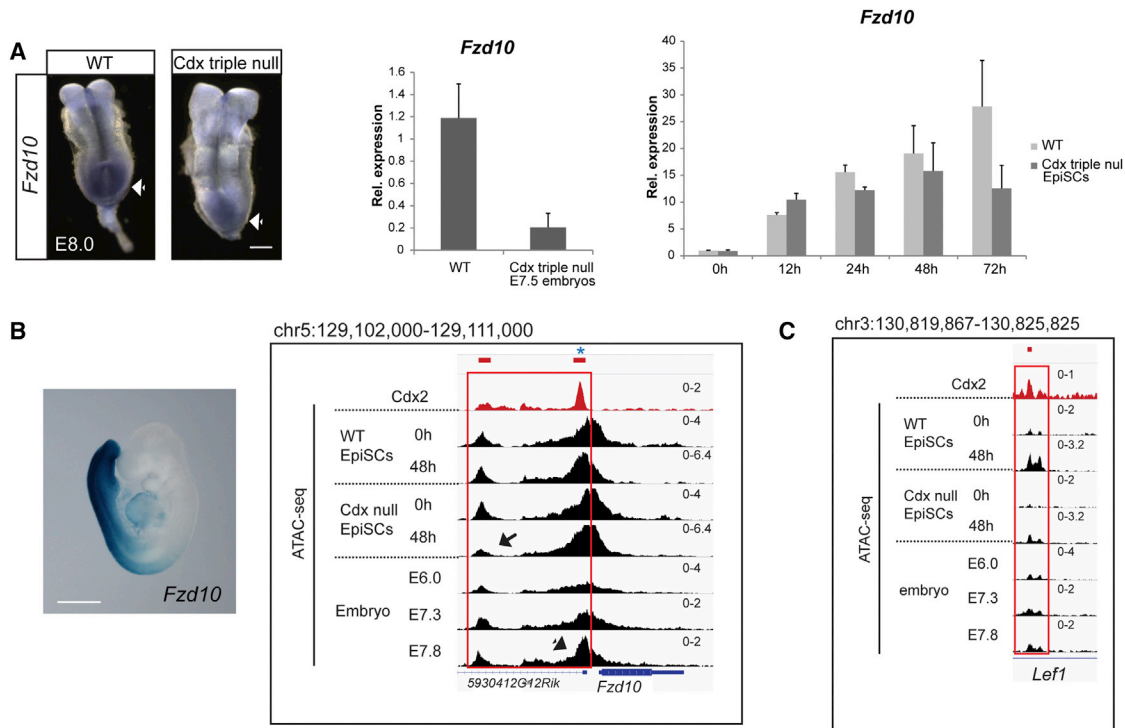 A
WT
Cdx triple null
Fzd10
E8.0
Fzd10
Rel. expression
1.6
1.4
1.2
1
0.8
0.6
0.4
0.2
0
WT
Cdx triple null
E7.5 embryos
Fzd10
Rel. expression
40
35
30
25
20
15
10
5
0
0h
12h
24h
48h
72h
WT
Cdx triple nul
EpiSCs
B
Fzd10
chr5:129,102,000-129,111,000
*
Cdx2
0-2
ATAC-seq
WT
EpiSCs
0h
0-4
48h
0-6.4
Cdx null
EpiSCs
0h
0-4
48h
0-6.4
Embryo
E6.0
0-4
E7.3
0-2
E7.8
0-2
5930412G12Rik
Fzd10
C
chr3:130,819,867-130,825,825
Cdx2
0-1
ATAC-seq
WT
EpiSCs
0h
0-2
48h
0-3.2
Cdx null
EpiSCs
0h
0-2
48h
0-3.2
embryo
E6.0
0-4
E7.3
0-2
E7.8
0-2
Lef1